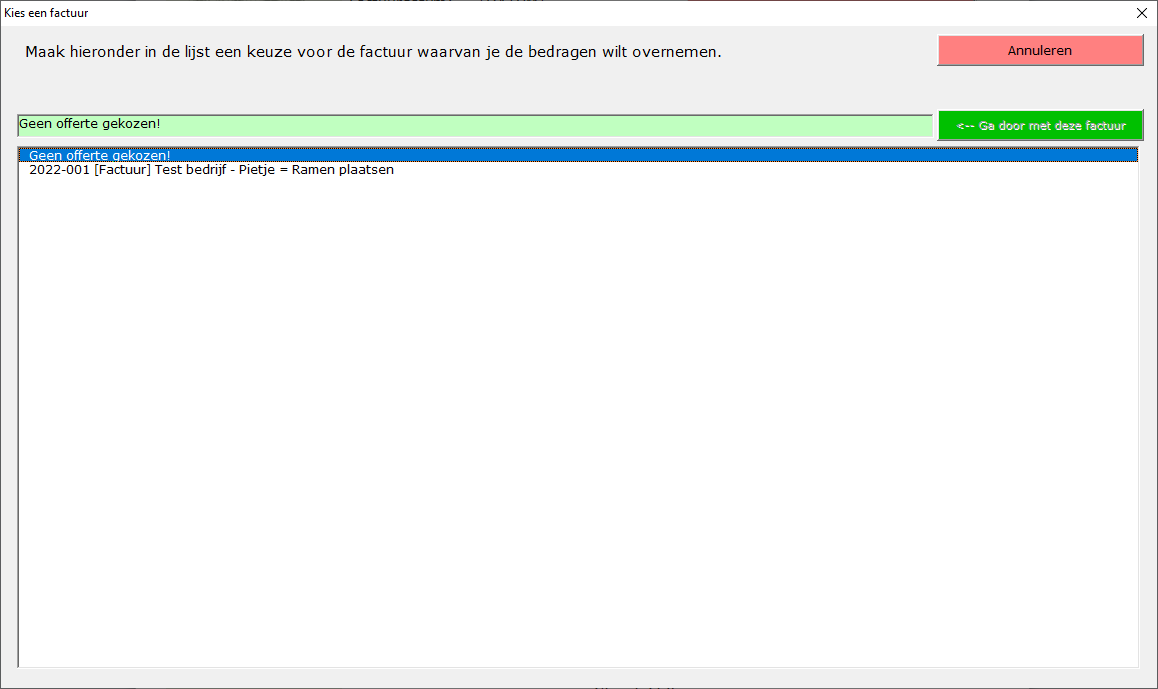 Kies een factuur
Maak hieronder in de lijst een keuze voor de factuur waarvan je de bedragen wilt overnemen.
Annuleren
Geen offerte gekozen!
<-- Ga door met deze factuur
Geen offerte gekozen!
2022-001 [Factuur] Test bedrijf - Pietje = Ramen plaatsen